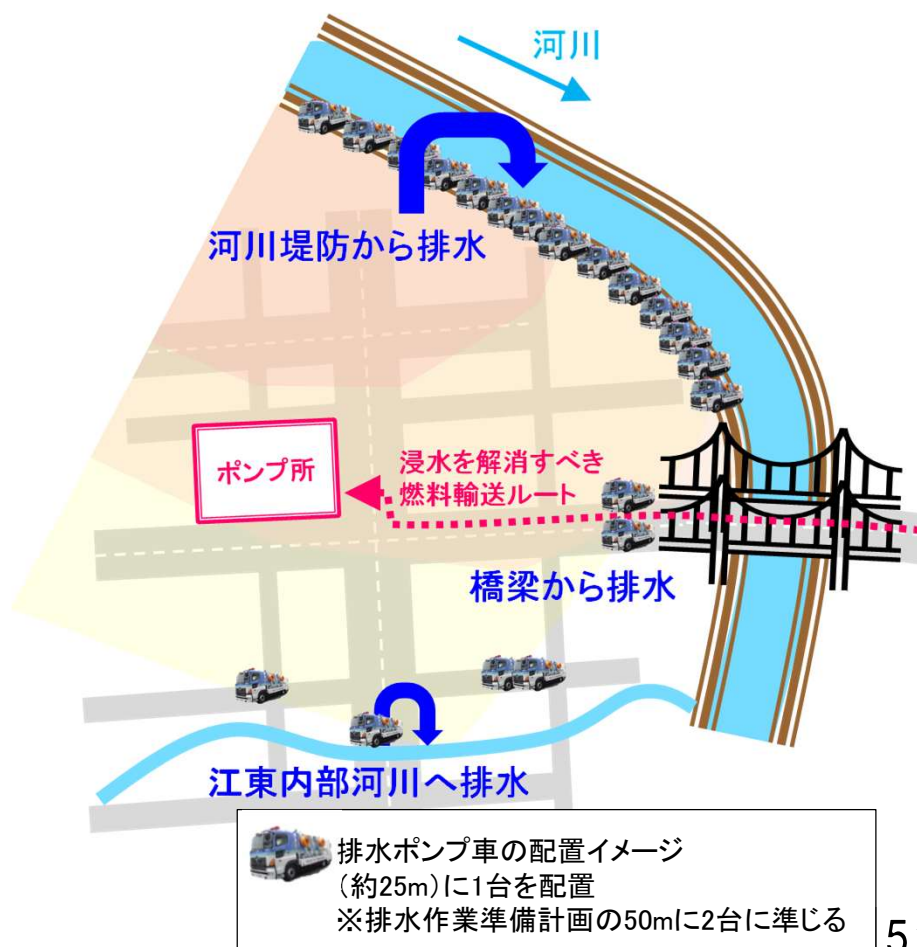 河川
河川堤防から排水
ポンプ所
浸水を解消すべき
燃料輸送ルート
橋梁から排水
江東内部河川へ排水
排水ポンプ車の配置イメージ
（約25m）に1台を配置
※排水作業準備計画の50mに2台に準じる
5